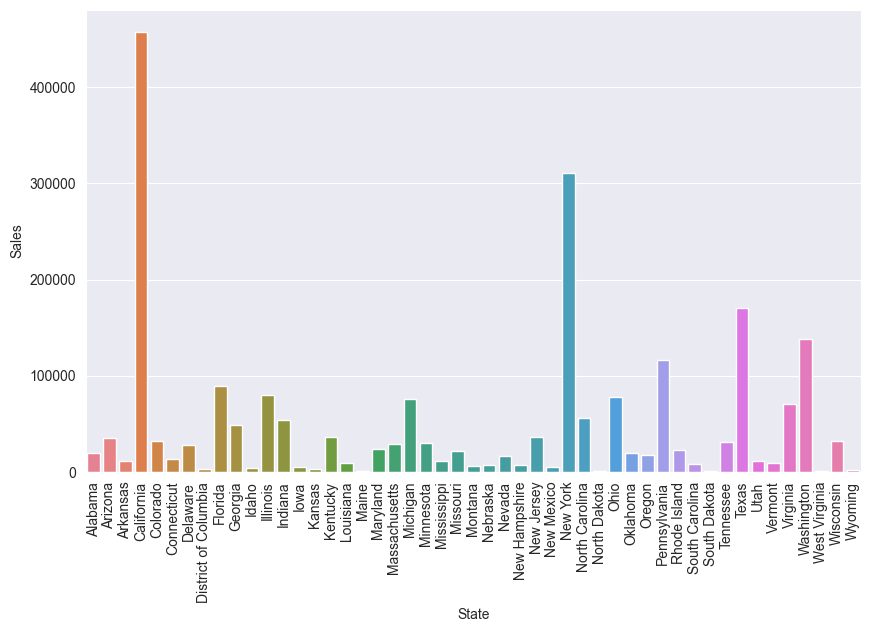 400000
300000
200000
100000
0
Sales
Alabama
Arizona
Arkansas
California
Colorado
Connecticut
Delaware
District of Columbia
Florida
Georgia
Idaho
Illinois
Indiana
Iowa
Kansas
Kentucky
Louisiana
Maine
Maryland
Massachusetts
Michigan
Minnesota
Mississippi
Missouri
Montana
Nebraska
Nevada
New Hampshire
New Jersey
New Mexico
New York
North Carolina
North Dakota
Ohio
Oklahoma
Oregon
Pennsylvania
Rhode Island
South Carolina
South Dakota
Tennessee
Texas
Utah
Vermont
Virginia
Washington
West Virginia
Wisconsin
Wyoming
State